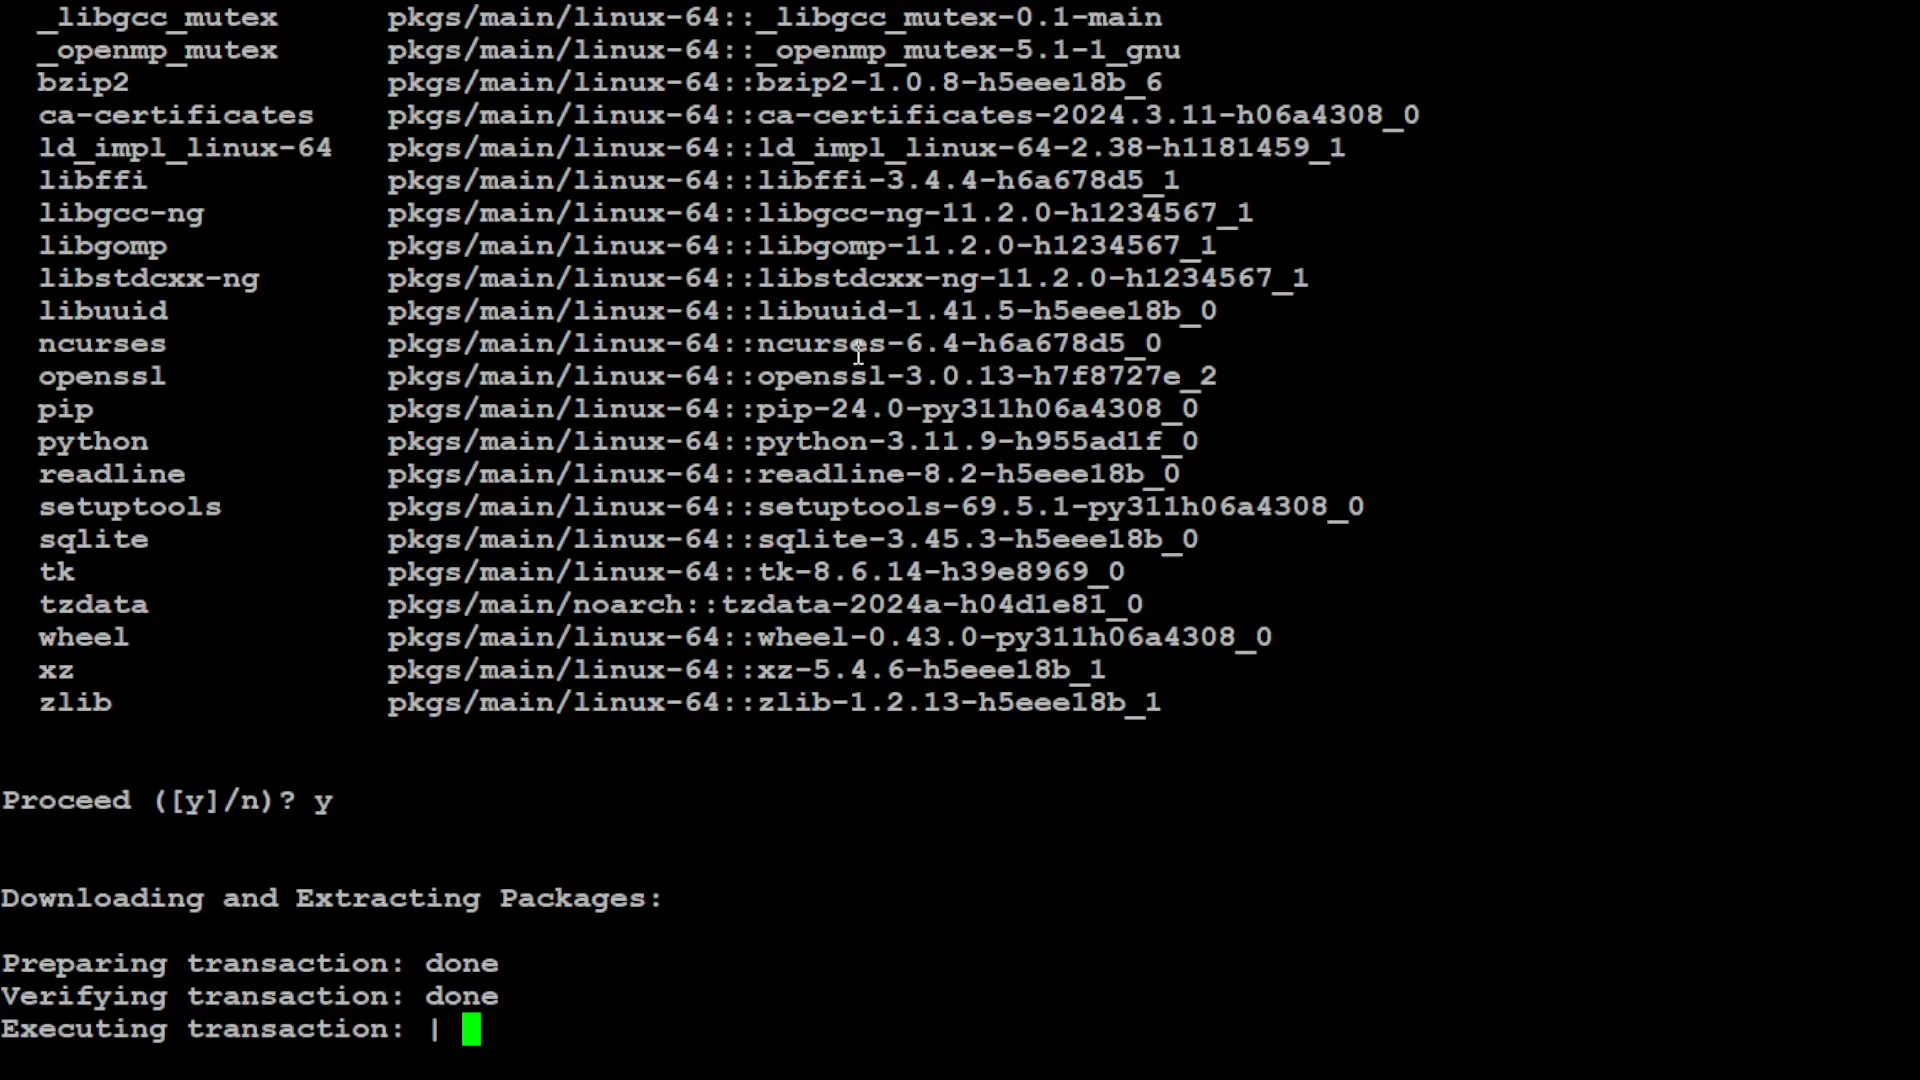 _libgcc_mutex pkgs/main/linux-64::_libgcc_mutex-0.1-main
_openmp_mutex pkgs/main/linux-64::_openmp_mutex-5.1-1_gnu
bzip2 pkgs/main/linux-64::bzip2-1.0.8-h5eee18b_6
ca-certificates pkgs/main/linux-64::ca-certificates-2024.3.11-h06a4308_0
ld_impl_linux-64 pkgs/main/linux-64::ld_impl_linux-64-2.38-h1181459_1
libffi pkgs/main/linux-64::libffi-3.4.4-h6a678d5_1
libgcc-ng pkgs/main/linux-64::libgcc-ng-11.2.0-h1234567_1
libgomp pkgs/main/linux-64::libgomp-11.2.0-h1234567_1
libstdcxx-ng pkgs/main/linux-64::libstdcxx-ng-11.2.0-h1234567_1
libuuid pkgs/main/linux-64::libuuid-1.41.5-h5eee18b_0
ncurses pkgs/main/linux-64::ncurses-6.4-h6a678d5_0
openssl pkgs/main/linux-64::openssl-3.0.13-h7f8727e_2
pip pkgs/main/linux-64::pip-24.0-py311h06a4308_0
python pkgs/main/linux-64::python-3.11.9-h955ad1f_0
readline pkgs/main/linux-64::readline-8.2-h5eee18b_0
setuptools pkgs/main/linux-64::setuptools-69.5.1-py311h06a4308_0
sqlite pkgs/main/linux-64::sqlite-3.45.3-h5eee18b_0
tk pkgs/main/linux-64::tk-8.6.14-h39e8969_0
tzdata pkgs/main/noarch::tzdata-2024a-h04d1e81_0
wheel pkgs/main/linux-64::wheel-0.43.0-py311h06a4308_0
xz pkgs/main/linux-64::xz-5.4.6-h5eee18b_1
zlib pkgs/main/linux-64::zlib-1.2.13-h5eee18b_1
Proceed ([y]/n)? y
Downloading and Extracting Packages:
Preparing transaction: done
Verifying transaction: done
Executing transaction: |